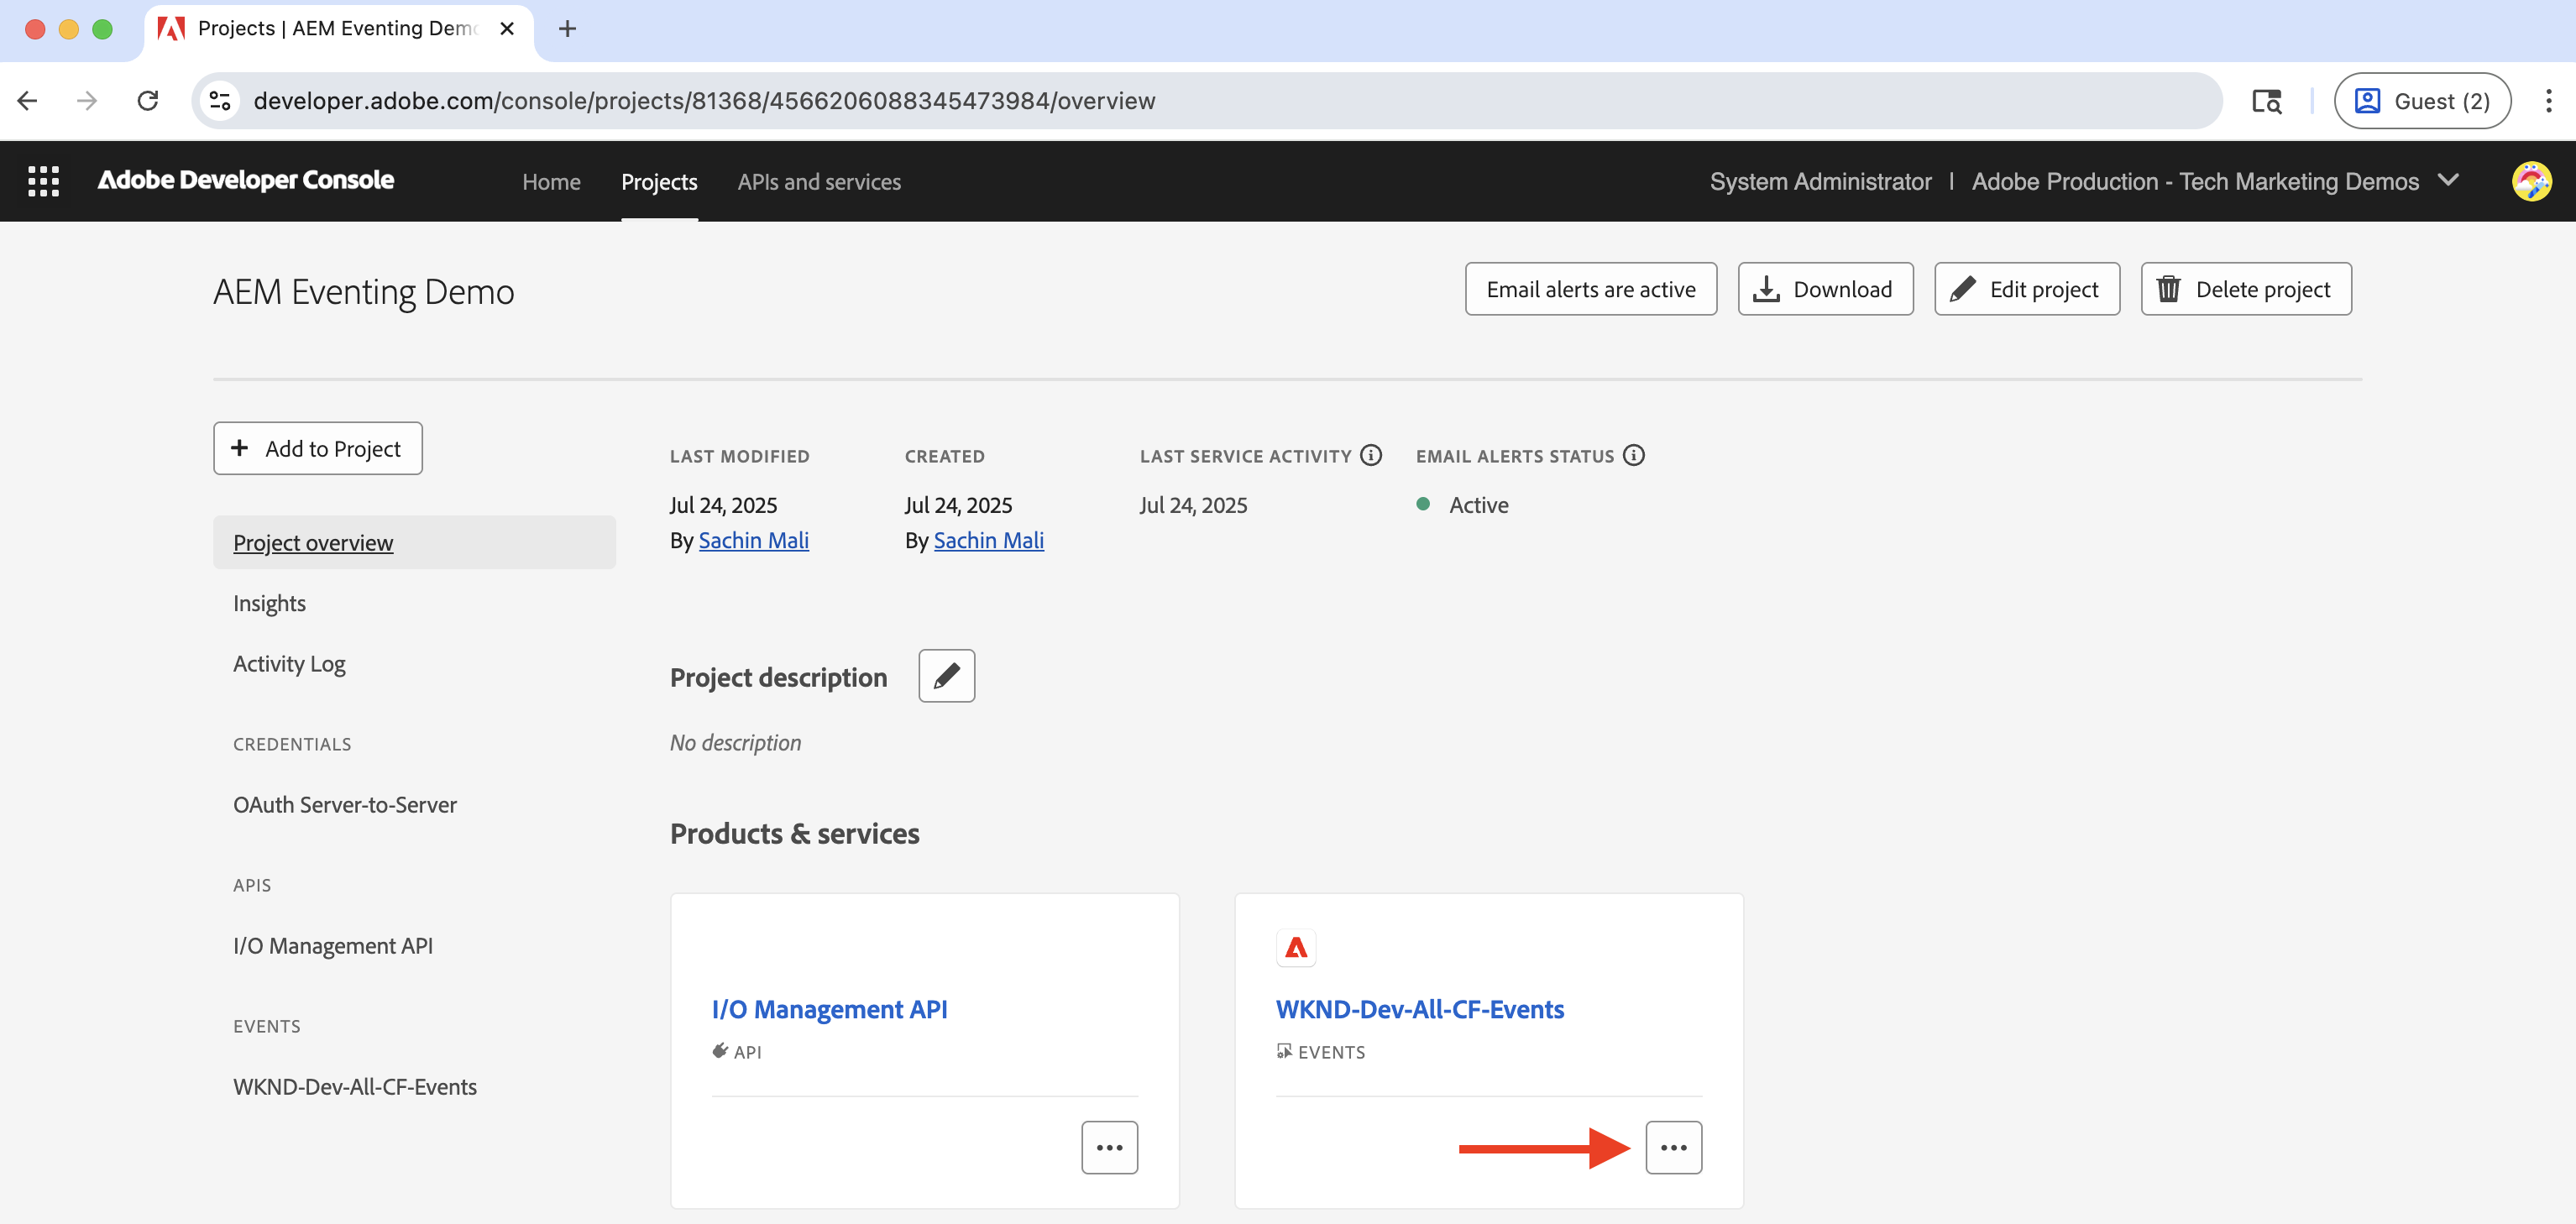 Projects | AEM Eventing Dem
developer.adobe.com/console/projects/81368/4566206088345473984/overview
Guest (2)
Adobe Developer Console
Home
Projects
APIs and services
System Administrator | Adobe Production - Tech Marketing Demos
AEM Eventing Demo
Email alerts are active
Download
Edit project
Delete project
+ Add to Project
Project overview
Insights
Activity Log
CREDENTIALS
OAuth Server-to-Server
APIS
I/O Management API
EVENTS
WKND-Dev-All-CF-Events
LAST MODIFIED
Jul 24, 2025
By Sachin Mali
CREATED
Jul 24, 2025
By Sachin Mali
LAST SERVICE ACTIVITY
Jul 24, 2025
EMAIL ALERTS STATUS
Active
Project description
No description
Products & services
I/O Management API
API
WKND-Dev-All-CF-Events
EVENTS